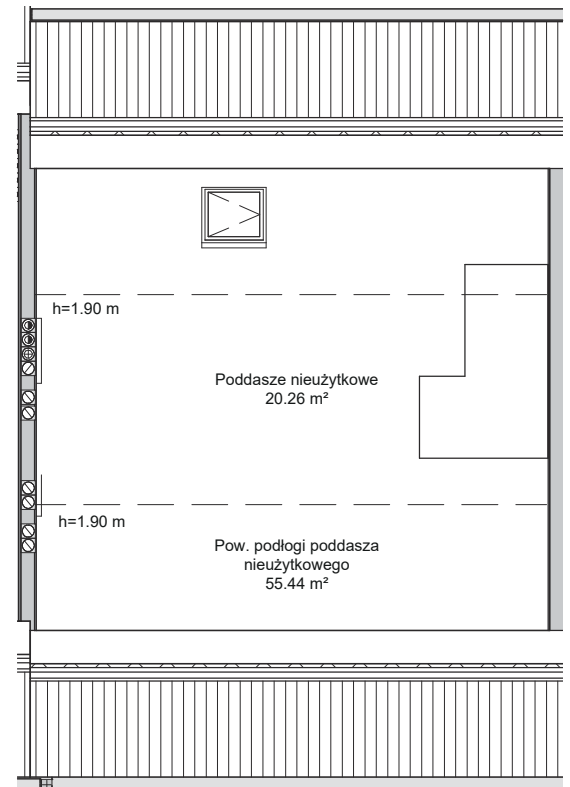 h=1.90 m
Poddasze nieużytkowe
20.26 m²
h=1.90 m
Pow. podłogi poddasza
nieużytkowego
55.44 m²